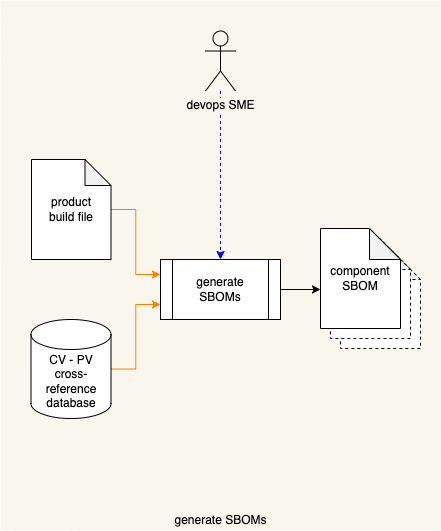 devops SME
product
build file
generate
SBOMs
component
SBOM
CV - PV
cross-
reference
database
generate SBOMs